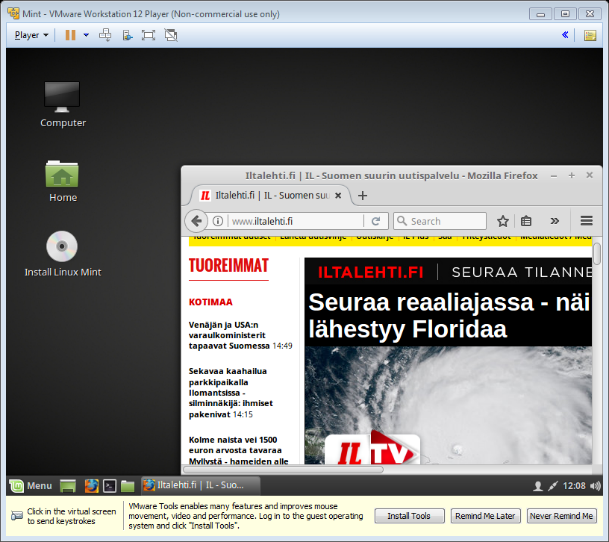 Mint - VMware Workstation 12 Player (Non-commercial use only)
Player
Computer
Home
Install Linux Mint
Iltalehti.fi | IL - Suomen suurin uutispalvelu - Mozilla Firefox
Iltalehti.fi | IL - Suomen suu
www.iltalehti.fi
Search
TUOREIMMAT
KOTIMAA
Venäjän ja USA:n
varaulkoministerit
tapaavat Suomessa 14:49
Sekavaa kaahailua
parkkipaikalla
Ilomantsissa -
silminnäkijä: ihmiset
pakenivat 14:15
Kolme naista vei 1500
euron arvosta tavaraa
Myllystä - hameiden alle
ILTALEHTI.FI | SEURAA TILANNE
Seuraa reaaliajassa - näi
lähestyy Floridaa
IL TV
Menu
Iltalehti.fi | IL - Suo...
12:08
Click in the virtual screen
to send keystrokes
VMware Tools enables many features and improves mouse
movement, video and performance. Log in to the guest operating
system and click "Install Tools".
Install Tools
Remind Me Later
Never Remind Me